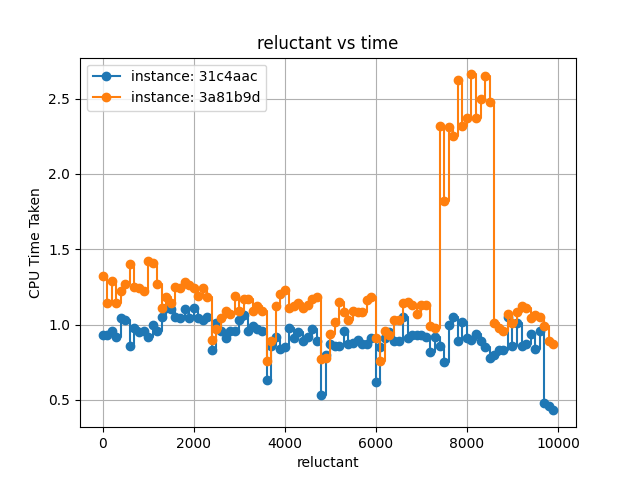 reluctant vs time
instance: 31c4aac
instance: 3a81b9d
CPU Time Taken
2.5
2.0
1.5
1.0
0.5
0 2000 4000 6000 8000 10000
reluctant